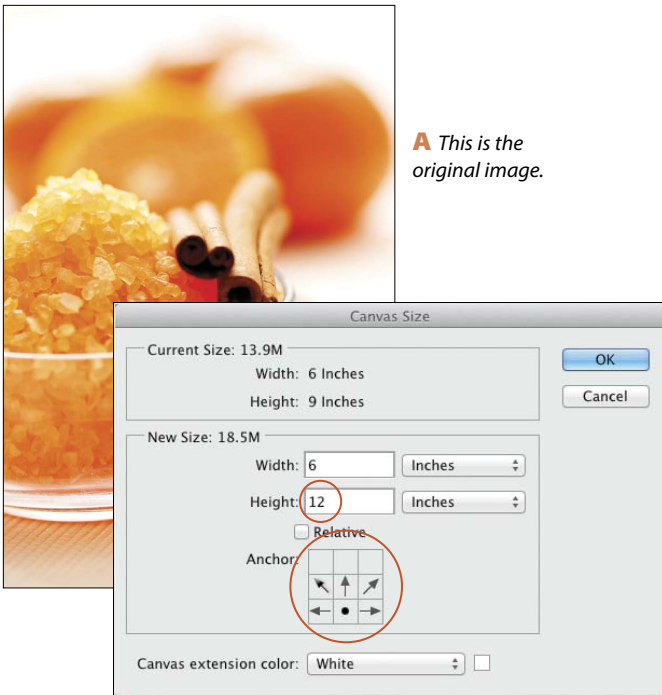 A This is the
original image.
Canvas Size
Current Size: 13.9M
Width: 6 Inches
Height: 9 Inches
OK
Cancel
New Size: 18.5M
Width: 6 Inches
Height: 12 Inches
Relative
Anchor:
Canvas extension color: White